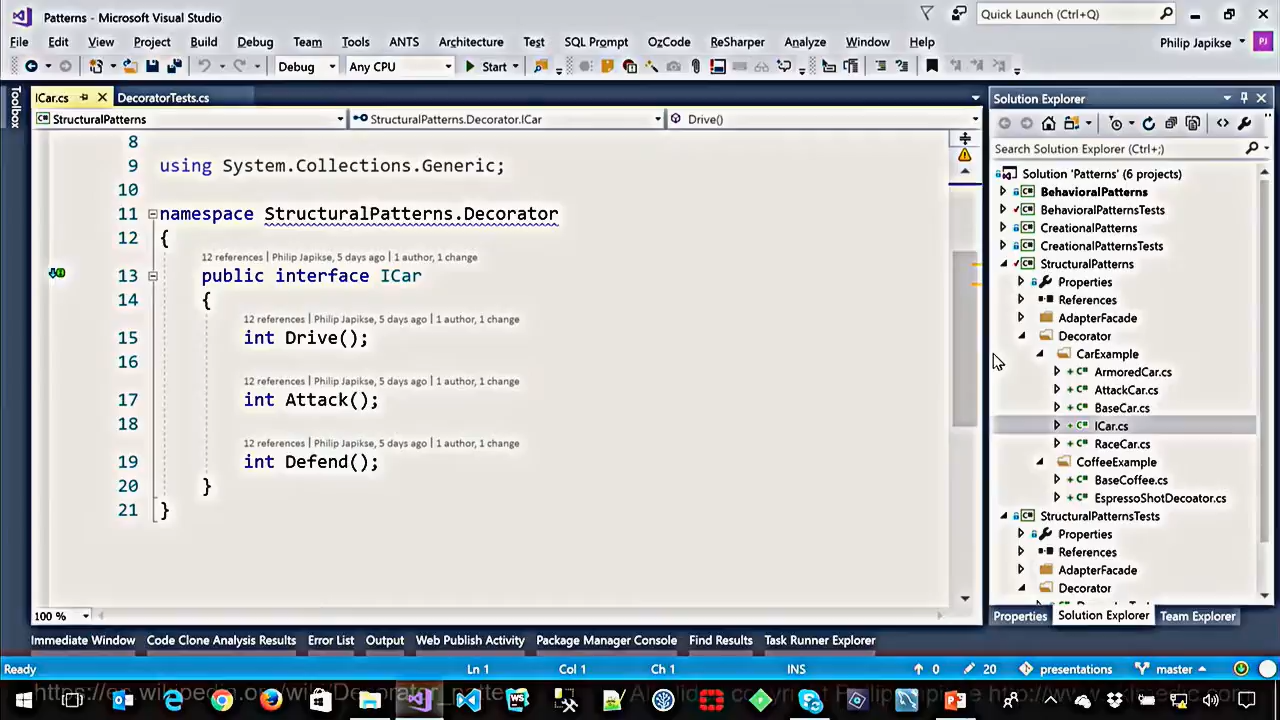 Patterns - Microsoft Visual Studio
Quick Launch (Ctrl+Q)
File Edit View Project Build Debug Team Tools ANTS Architecture Test SQL Prompt OzCode ReSharper Analyze Window Help
Philip Japikse PJ
Debug Any CPU Start
Toolbox
ICar.cs DecoratorTests.cs
StructuralPatterns StructuralPatterns.Decorator.ICar Drive()
8
9 using System.Collections.Generic;
10
11 namespace StructuralPatterns.Decorator
12 {
12 references | Philip Japikse, 5 days ago | 1 author, 1 change
13 public interface ICar
14 {
12 references | Philip Japikse, 5 days ago | 1 author, 1 change
15 int Drive();
16
12 references | Philip Japikse, 5 days ago | 1 author, 1 change
17 int Attack();
18
12 references | Philip Japikse, 5 days ago | 1 author, 1 change
19 int Defend();
20 }
21 }
100 %
Solution Explorer
Search Solution Explorer (Ctrl+;)
Solution 'Patterns' (6 projects)
BehavioralPatterns
BehavioralPatternsTests
CreationalPatterns
CreationalPatternsTests
StructuralPatterns
Properties
References
AdapterFacade
Decorator
CarExample
ArmoredCar.cs
AttackCar.cs
BaseCar.cs
ICar.cs
RaceCar.cs
CoffeeExample
BaseCoffee.cs
EspressoShotDecoator.cs
StructuralPatternsTests
Properties
References
AdapterFacade
Decorator
Properties Solution Explorer Team Explorer
Immediate Window Code Clone Analysis Results Error List Output Web Publish Activity Package Manager Console Find Results Task Runner Explorer
Ready Ln 1 Col 1 Ch 1 INS 0 20 presentations master